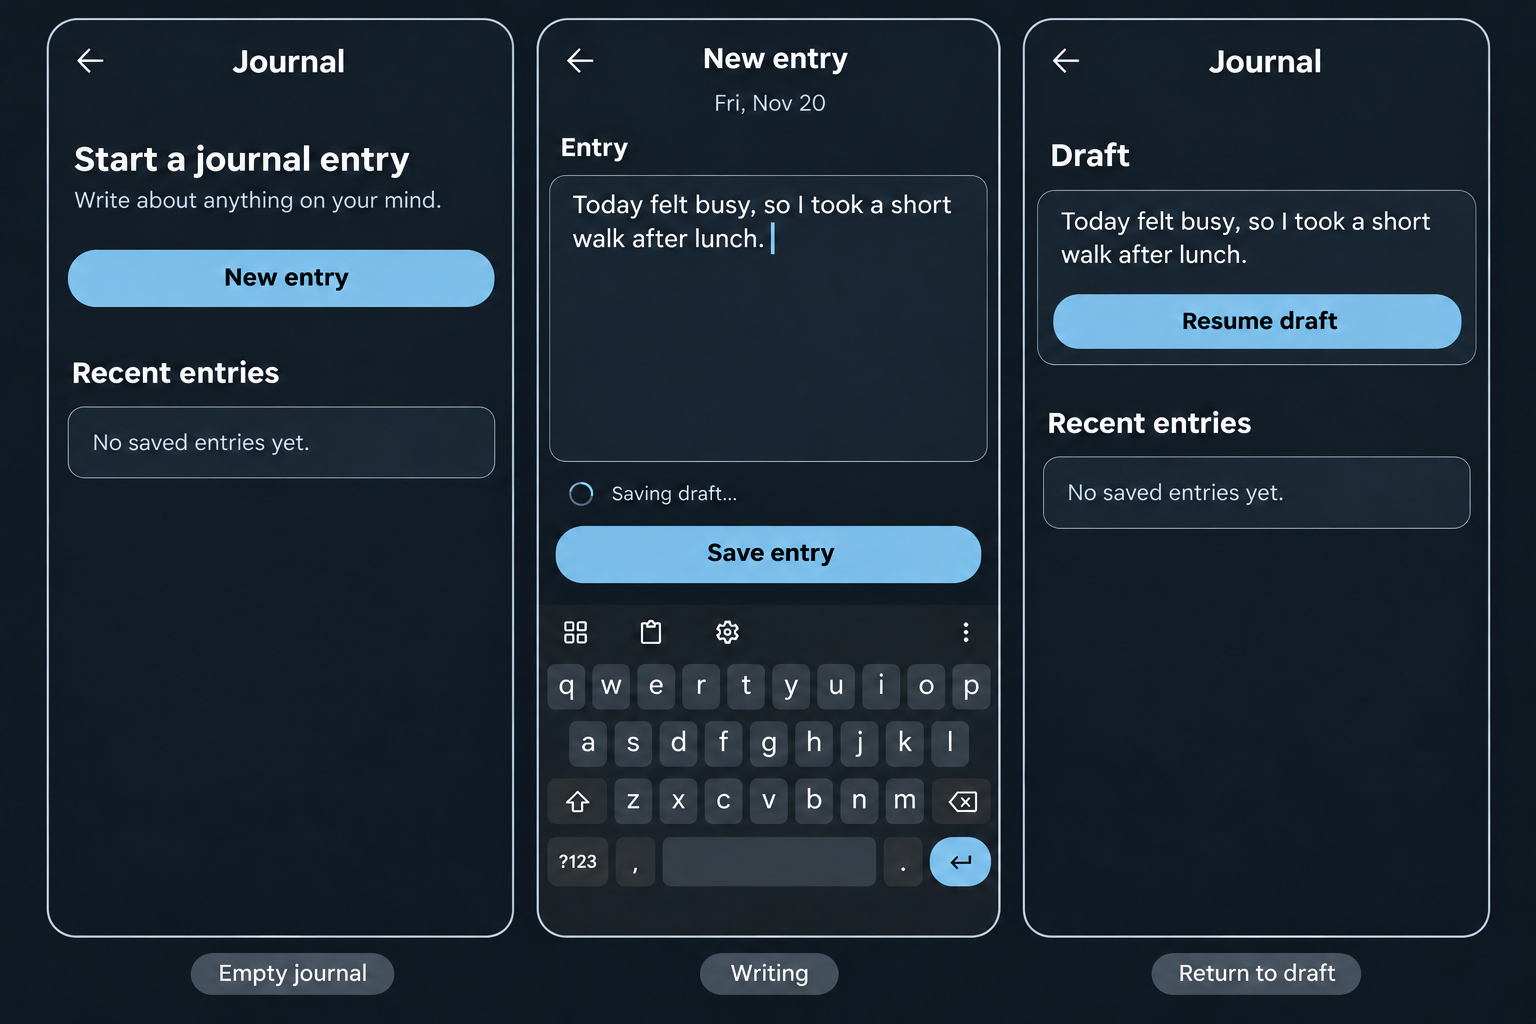 Journal
Start a journal entry
Write about anything on your mind.
New entry
Recent entries
No saved entries yet.
Empty journal
New entry
Fri, Nov 20
Entry
Today felt busy, so I took a short
walk after lunch.
Saving draft...
Save entry
q w e r t y u i o p
a s d f g h j k l
z x c v b n m
?123 , .
Writing
Journal
Draft
Today felt busy, so I took a short
walk after lunch.
Resume draft
Recent entries
No saved entries yet.
Return to draft